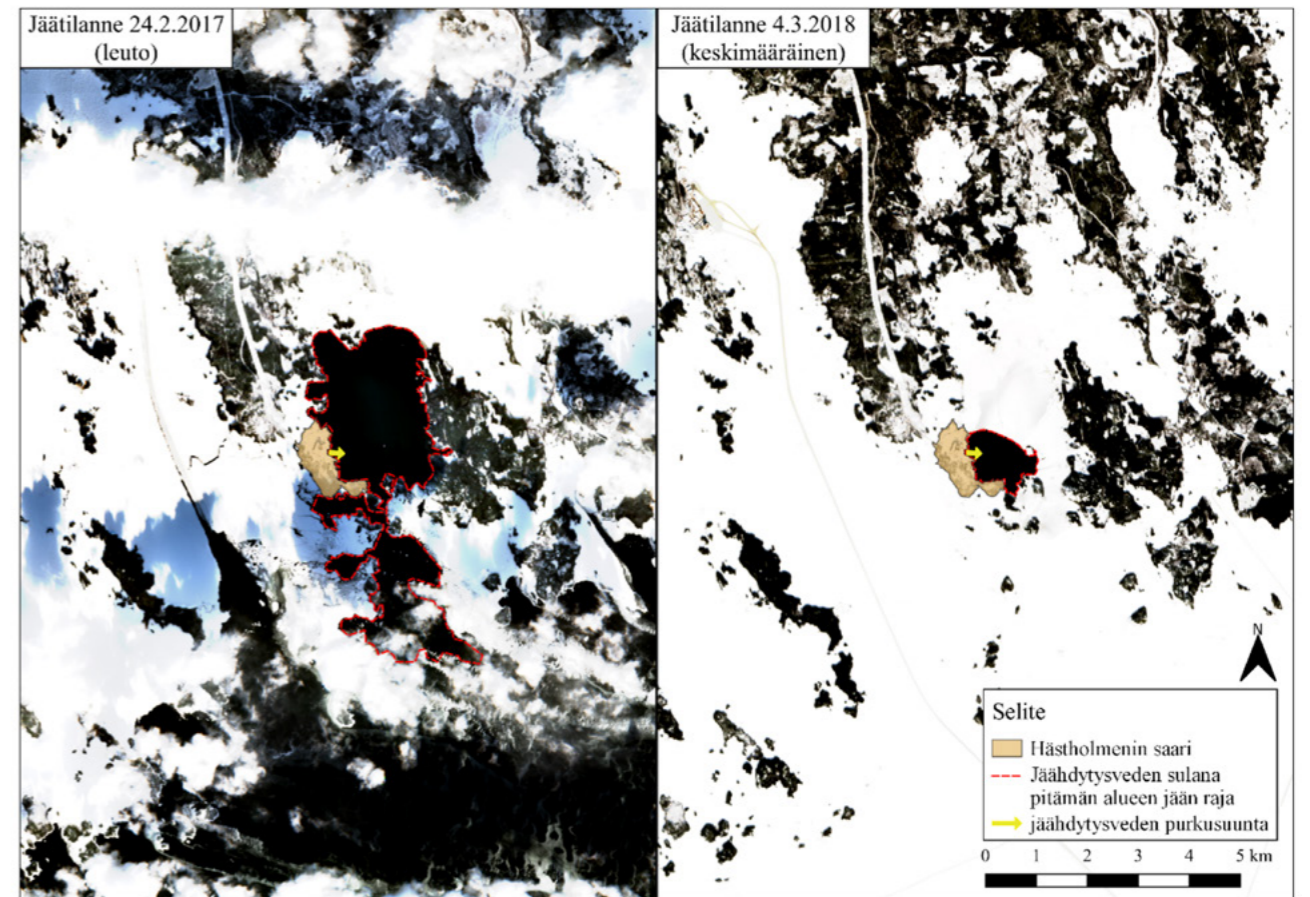 Jäätilanne 24.2.2017
(leuto)
Jäätilanne 4.3.2018
(keskimääräinen)
N
Selite
Hästholmenin saari
Jäähdytysveden sulana
pitämän alueen jään raja
jäähdytysveden purkusuunta
0 1 2 3 4 5 km